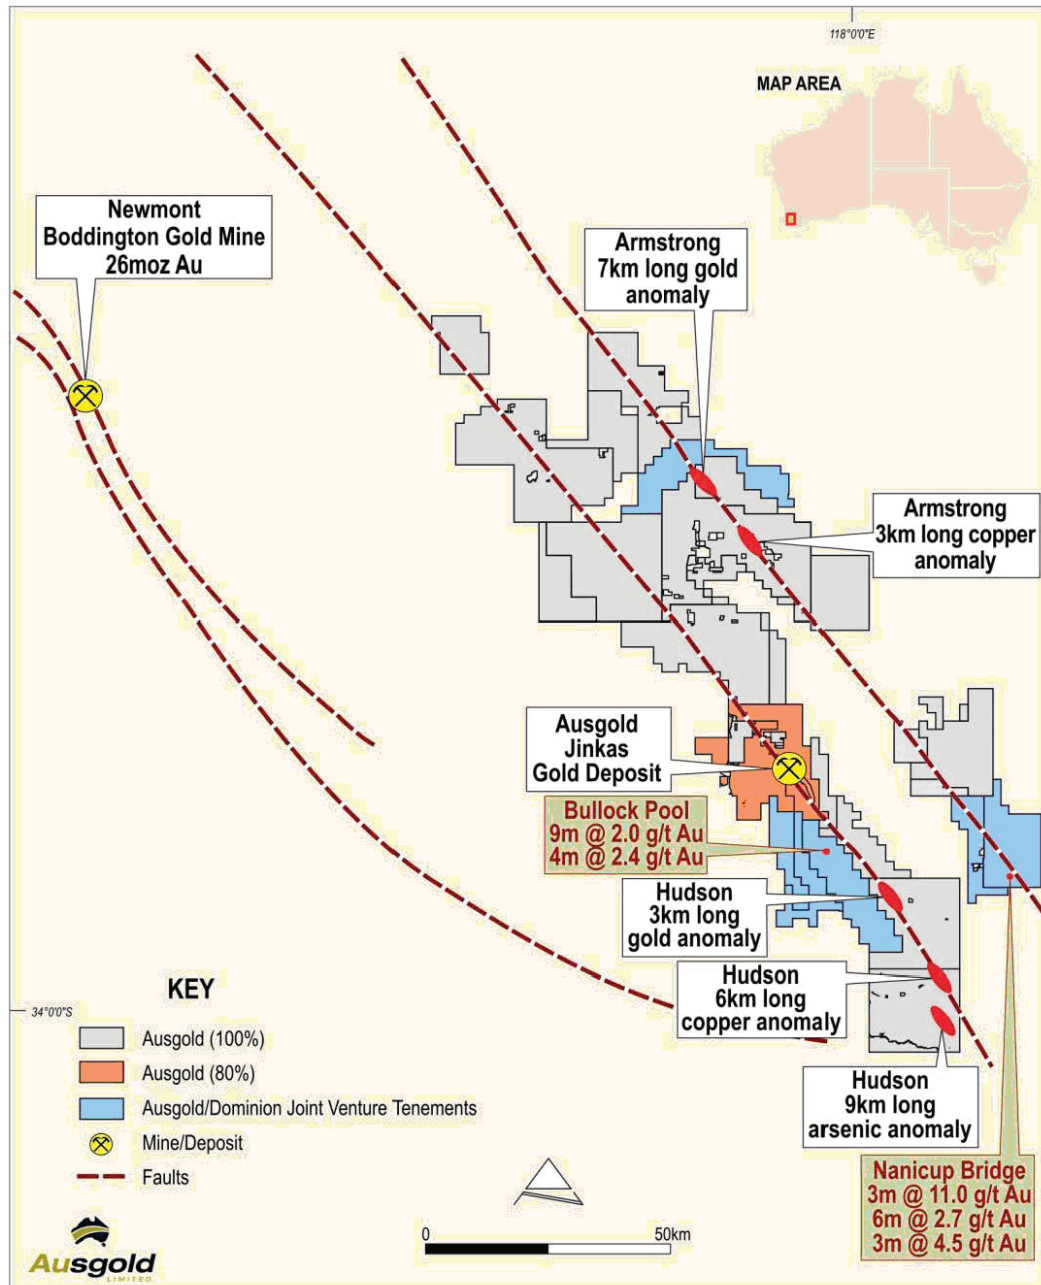 118°0'0"E
MAP AREA
Newmont
Boddington Gold Mine
26moz Au
Armstrong
7km long gold
anomaly
Armstrong
3km long copper
anomaly
Ausgold
Jinkas
Gold Deposit
Bullock Pool
9m @ 2.0 g/t Au
4m @ 2.4 g/t Au
Hudson
3km long
gold anomaly
Hudson
6km long
copper anomaly
Hudson
9km long
arsenic anomaly
Nanicup Bridge
3m @ 11.0 g/t Au
6m @ 2.7 g/t Au
3m @ 4.5 g/t Au
34°0'0"S
KEY
Ausgold (100%)
Ausgold (80%)
Ausgold/Dominion Joint Venture Tenements
Mine/Deposit
Faults
0 50km
Ausgold
LIMITED